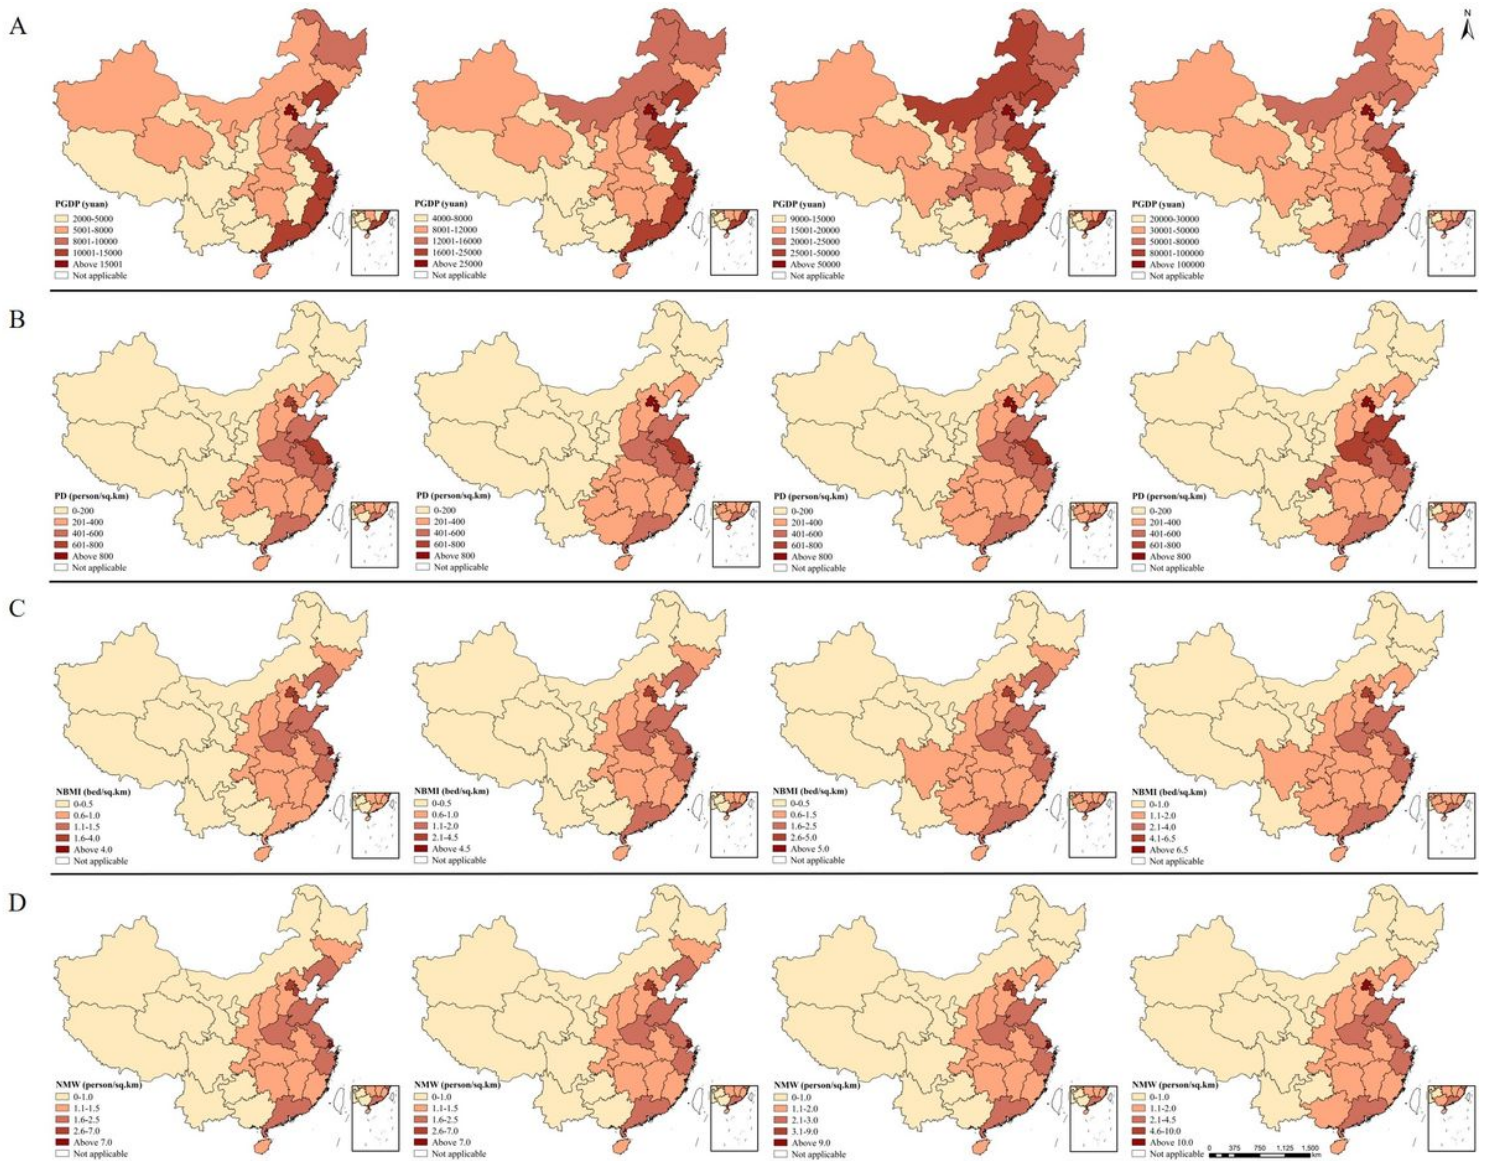 A
N
PGDP (yuan)
2000-5000
5001-8000
8001-10000
10001-15000
Above 15001
Not applicable
PGDP (yuan)
4000-8000
8001-12000
12001-16000
16001-25000
Above 25000
Not applicable
PGDP (yuan)
9000-15000
15001-20000
20001-25000
25001-50000
Above 50000
Not applicable
PGDP (yuan)
20000-30000
30001-50000
50001-80000
80001-100000
Above 100000
Not applicable
B
PD (person/sq.km)
0-200
201-400
401-600
601-800
Above 800
Not applicable
PD (person/sq.km)
0-200
201-400
401-600
601-800
Above 800
Not applicable
PD (person/sq.km)
0-200
201-400
401-600
601-800
Above 800
Not applicable
PD (person/sq.km)
0-200
201-400
401-600
601-800
Above 800
Not applicable
C
NBMI (bed/sq.km)
0-0.5
0.6-1.0
1.1-1.5
1.6-4.0
Above 4.0
Not applicable
NBMI (bed/sq.km)
0-0.5
0.6-1.0
1.1-2.0
2.1-4.5
Above 4.5
Not applicable
NBMI (bed/sq.km)
0-0.5
0.6-1.5
1.6-2.5
2.6-5.0
Above 5.0
Not applicable
NBMI (bed/sq.km)
0-1.0
1.1-2.0
2.1-4.0
4.1-6.5
Above 6.5
Not applicable
D
NMW (person/sq.km)
0-1.0
1.1-1.5
1.6-2.5
2.6-7.0
Above 7.0
Not applicable
NMW (person/sq.km)
0-1.0
1.1-1.5
1.6-2.5
2.6-7.0
Above 7.0
Not applicable
NMW (person/sq.km)
0-1.0
1.1-2.0
2.1-3.0
3.1-9.0
Above 9.0
Not applicable
NMW (person/sq.km)
0-1.0
1.1-2.0
2.1-4.5
4.6-10.0
Above 10.0
Not applicable
0 375 750 1,125 1,500
km